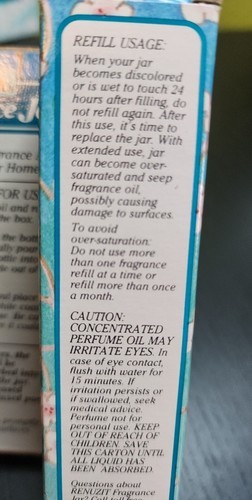 REFILL USAGE:
When your jar
becomes discolored
or is wet to touch 24
hours after filling, do
not refill again. After
this use, it's time to
replace the jar. With
extended use, jar
can become over-
saturated and seep
fragrance oil,
possibly causing
damage to surfaces.
To avoid
over-saturation:
Do not use more
than one fragrance
refill at a time or
refill more than once
a month.
CAUTION:
CONCENTRATED
PERFUME OIL MAY
IRRITATE EYES. In
case of eye contact,
flush with water for
15 minutes. If
irritation persists or
if swallowed, seek
medical advice.
Perfume not for
personal use. KEEP
OUT OF REACH OF
CHILDREN. SAVE
THIS CARTON UNTIL
ALL LIQUID HAS
BEEN ABSORBED.
Questions about
RENUZIT Fragrance
Home
FOR US
the box.